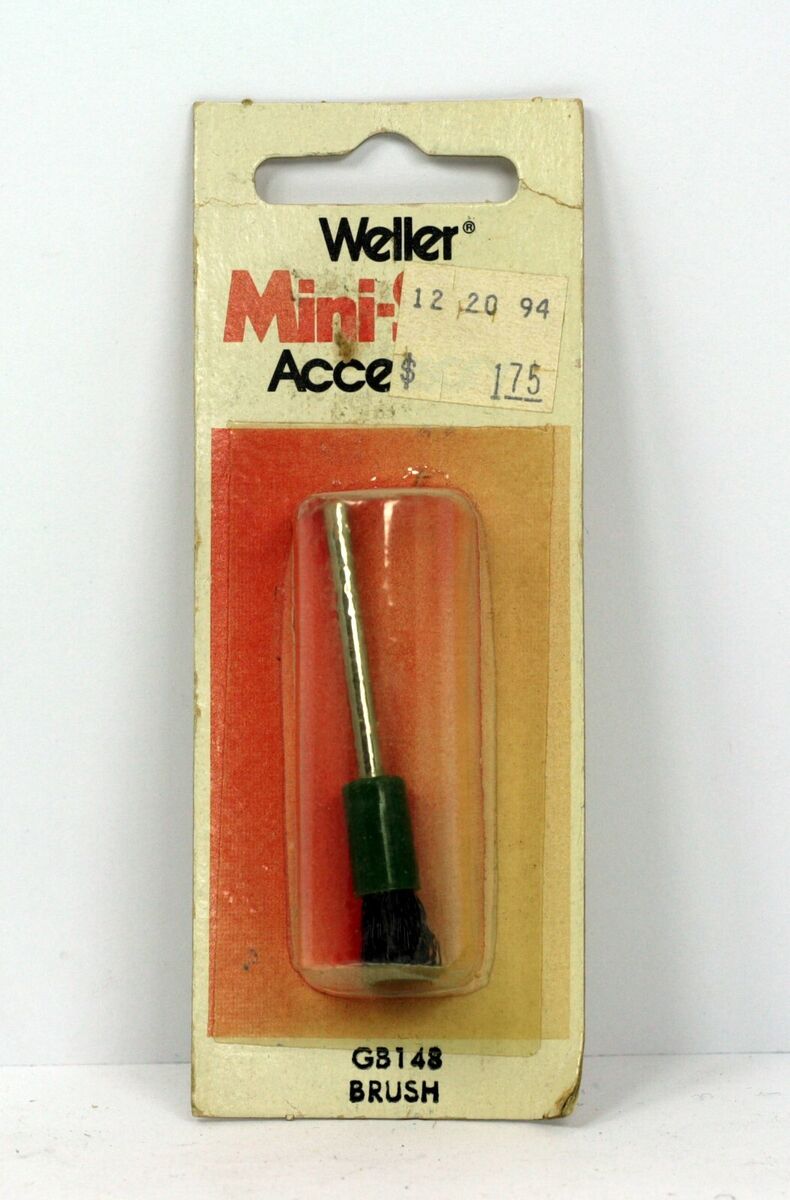 Weller®
Mini-S
Acce
12 20 94
$ 175
GB148
BRUSH